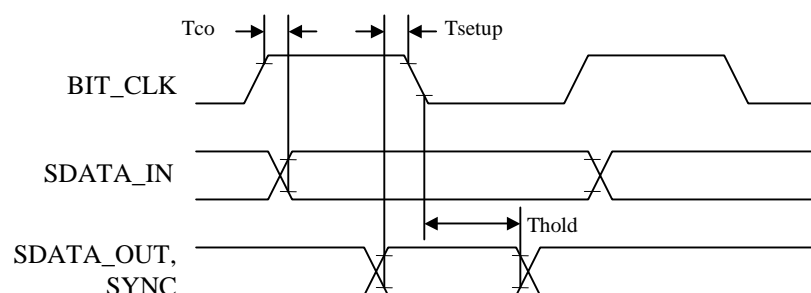 Tco
Tsetup
BIT_CLK
SDATA_IN
Thold
SDATA_OUT,
SYNC